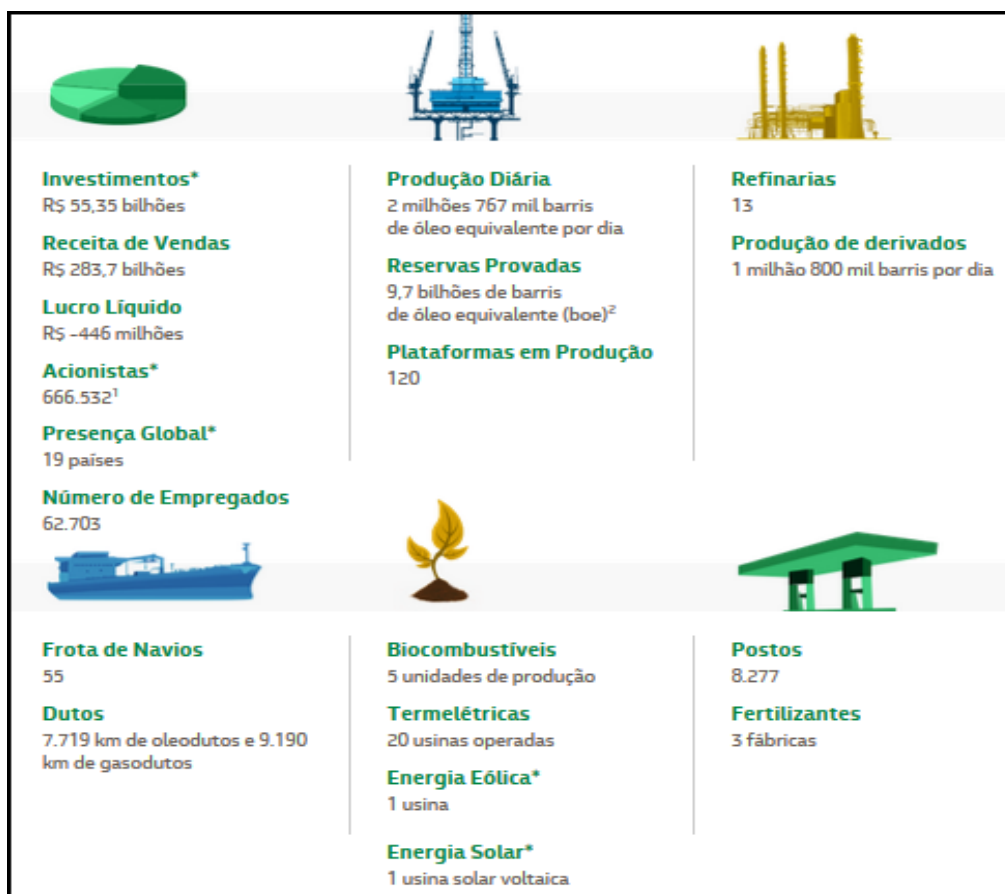 Investimentos*
R$ 55,35 bilhões
Receita de Vendas
R$ 283,7 bilhões
Lucro Líquido
R$ -446 milhões
Acionistas*
666.532¹
Presença Global*
19 países
Número de Empregados
62.703
Produção Diária
2 milhões 767 mil barris
de óleo equivalente por dia
Reservas Provadas
9,7 bilhões de barris
de óleo equivalente (boe)²
Plataformas em Produção
120
Refinarias
13
Produção de derivados
1 milhão 800 mil barris por dia
Frota de Navios
55
Dutos
7.719 km de oleodutos e 9.190
km de gasodutos
Biocombustíveis
5 unidades de produção
Termelétricas
20 usinas operadas
Energia Eólica*
1 usina
Energia Solar*
1 usina solar voltaica
Postos
8.277
Fertilizantes
3 fábricas